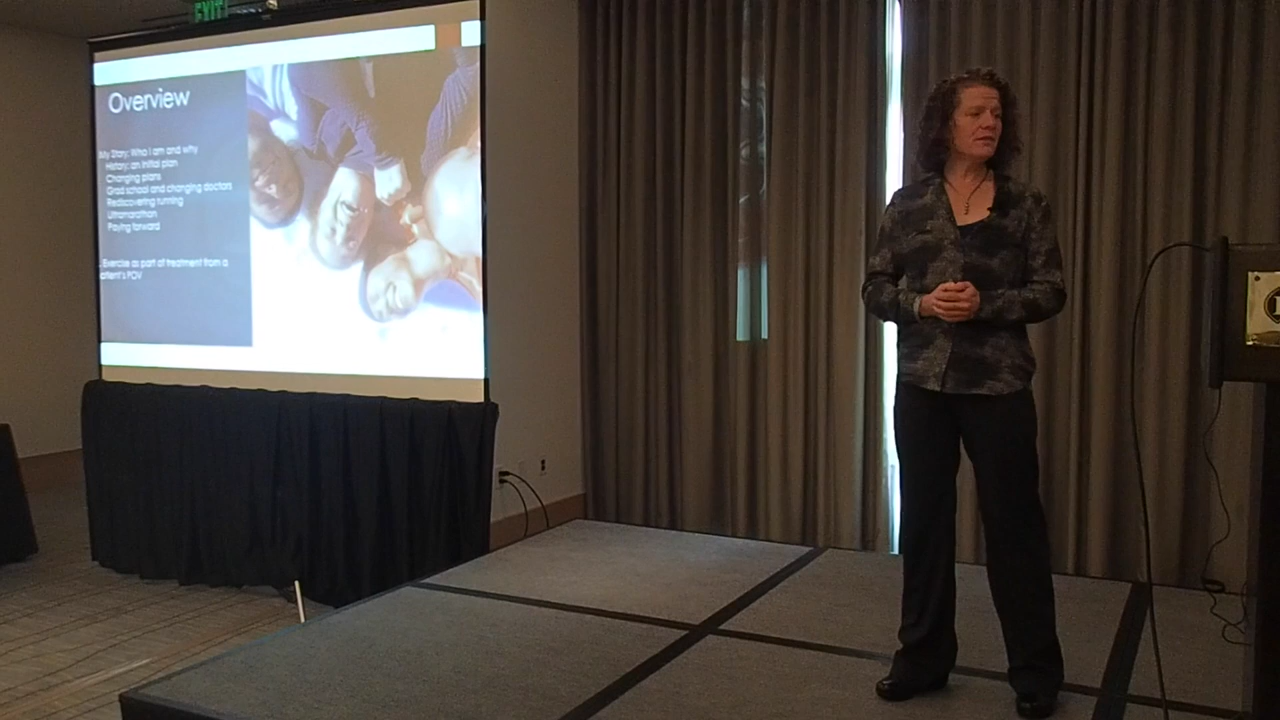 EXIT
Overview
My Story: Who I am and why
History: an initial plan
Changing plans
Grad school and changing doctors
Rediscovering running
Ultramarathon
Paying forward
Exercise as part of treatment from a
atient's POV